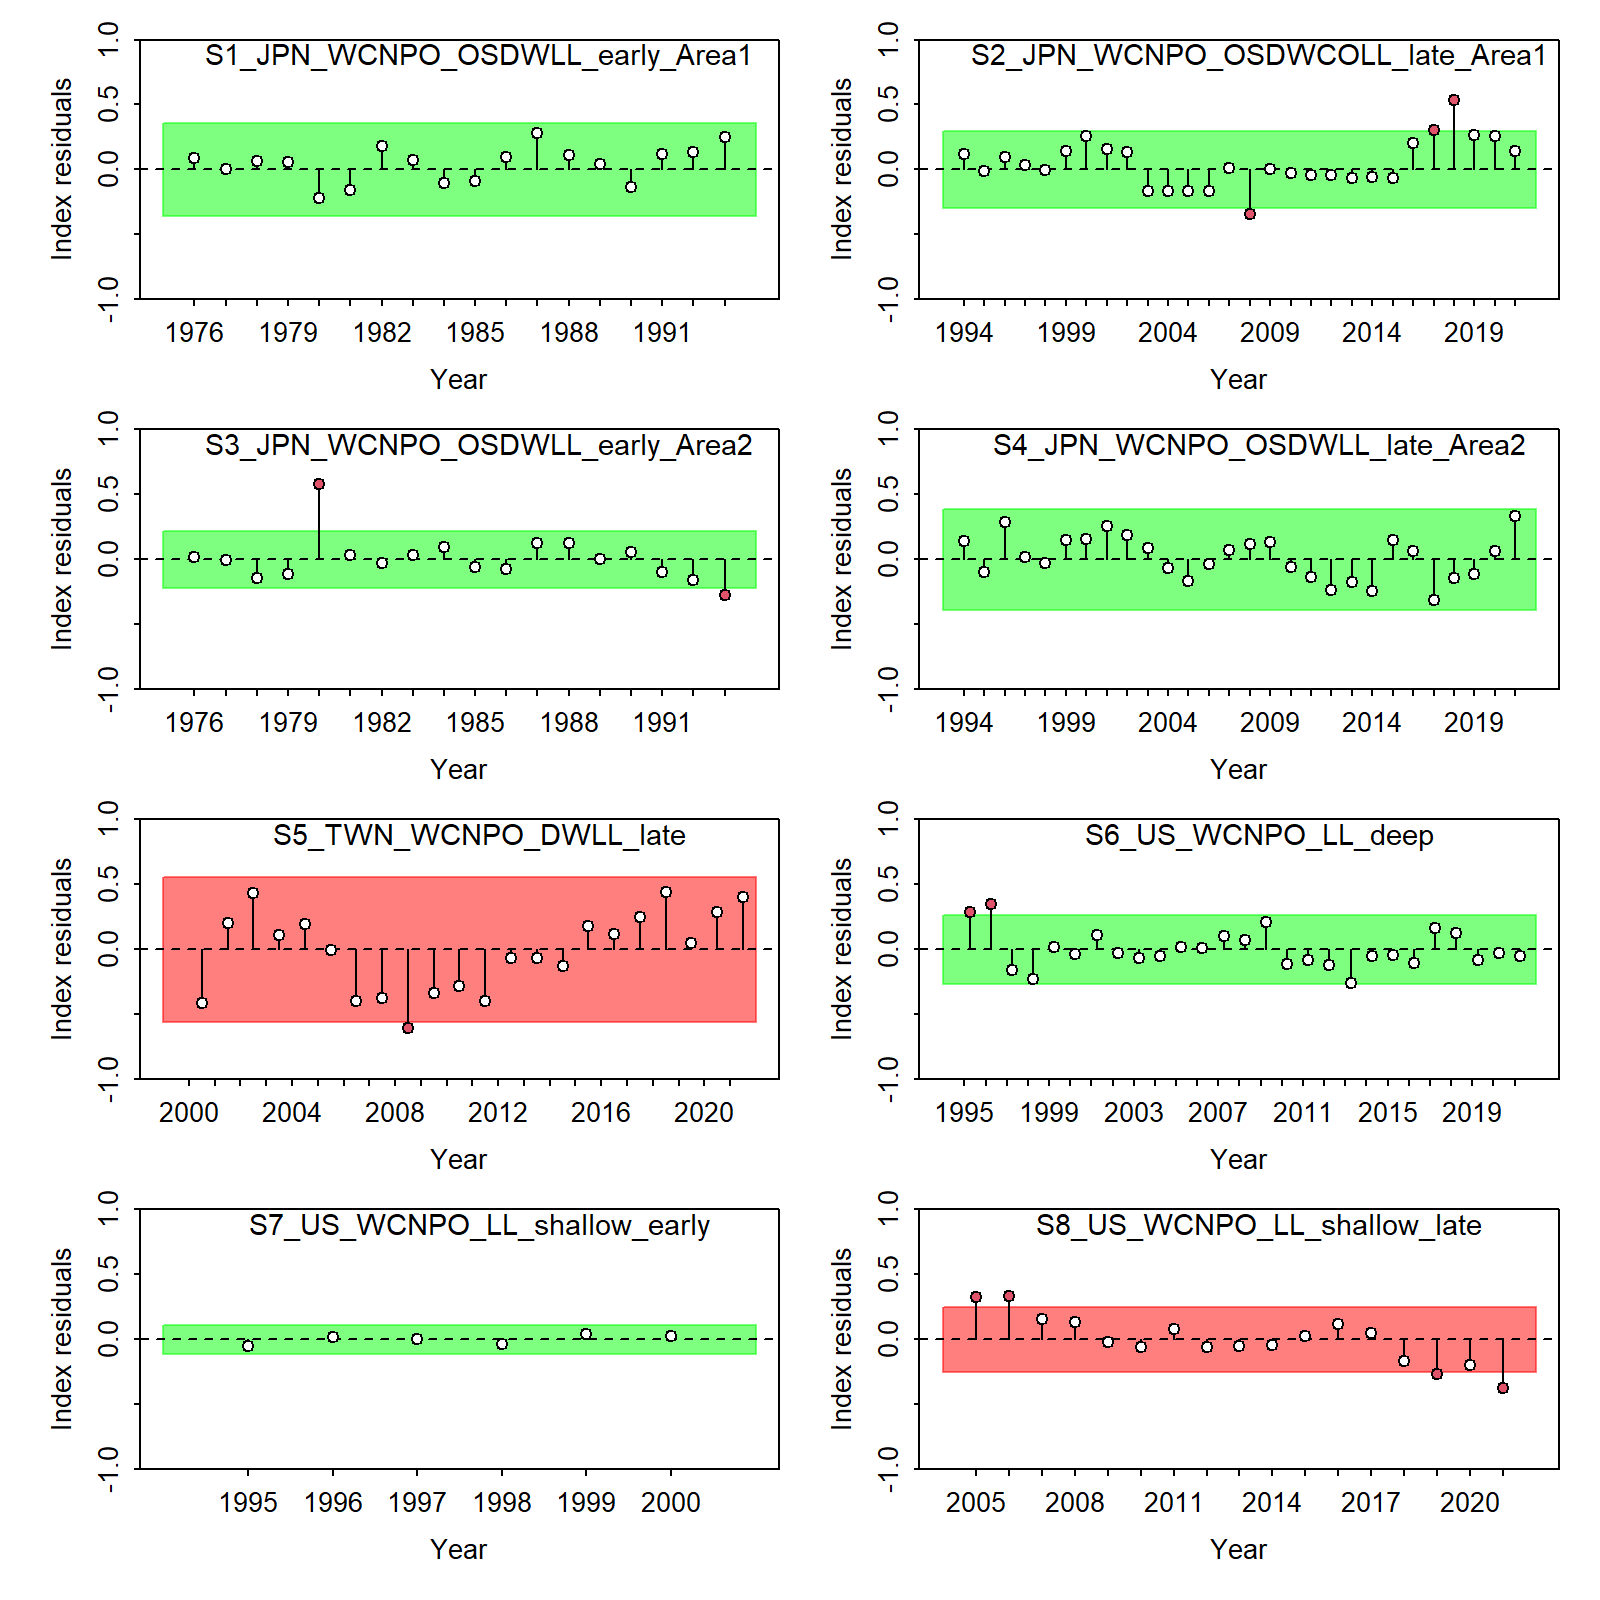 S1_JPN_WCNPO_OSDWLL_early_Area1
Index residuals
1.0
0.5
0.0
-1.0
1976 1979 1982 1985 1988 1991
Year
S2_JPN_WCNPO_OSDWCOLL_late_Area1
Index residuals
1.0
0.5
0.0
-1.0
1994 1999 2004 2009 2014 2019
Year
S3_JPN_WCNPO_OSDWLL_early_Area2
Index residuals
1.0
0.5
0.0
-1.0
1976 1979 1982 1985 1988 1991
Year
S4_JPN_WCNPO_OSDWLL_late_Area2
Index residuals
1.0
0.5
0.0
-1.0
1994 1999 2004 2009 2014 2019
Year
S5_TWN_WCNPO_DWLL_late
Index residuals
1.0
0.5
0.0
-1.0
2000 2004 2008 2012 2016 2020
Year
S6_US_WCNPO_LL_deep
Index residuals
1.0
0.5
0.0
-1.0
1995 1999 2003 2007 2011 2015 2019
Year
S7_US_WCNPO_LL_shallow_early
Index residuals
1.0
0.5
0.0
-1.0
1995 1996 1997 1998 1999 2000
Year
S8_US_WCNPO_LL_shallow_late
Index residuals
1.0
0.5
0.0
-1.0
2005 2008 2011 2014 2017 2020
Year